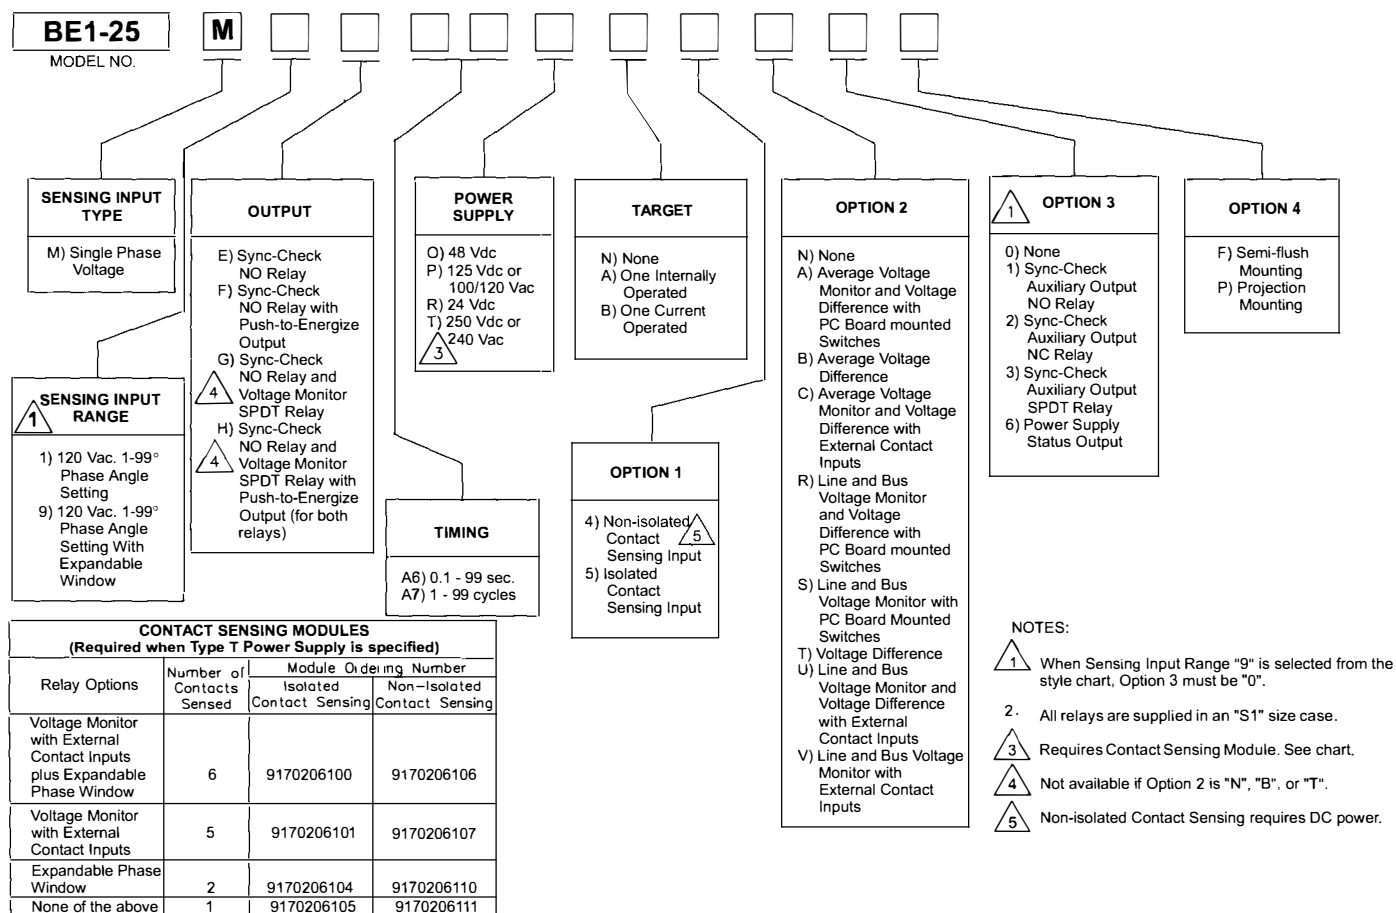 BE1-25
M
MODEL NO.
SENSING INPUT
TYPE
M) Single Phase
Voltage
OUTPUT
E) Sync-Check
NO Relay
F) Sync-Check
NO Relay with
Push-to-Energize
Output
G) Sync-Check
NO Relay and
4
Voltage Monitor
SPDT Relay
H) Sync-Check
NO Relay and
4
Voltage Monitor
SPDT Relay with
Push-to-Energize
Output (for both
relays)
POWER
SUPPLY
O) 48 Vdc
P) 125 Vdc or
100/120 Vac
R) 24 Vdc
T) 250 Vdc or
240 Vac
3
TARGET
N) None
A) One Internally
Operated
B) One Current
Operated
OPTION 2
N) None
A) Average Voltage
Monitor and Voltage
Difference with
PC Board mounted
Switches
B) Average Voltage
Difference
C) Average Voltage
Monitor and Voltage
Difference with
External Contact
Inputs
R) Line and Bus
Voltage Monitor
and Voltage
Difference with
PC Board mounted
Switches
S) Line and Bus
Voltage Monitor with
PC Board Mounted
Switches
T) Voltage Difference
U) Line and Bus
Voltage Monitor and
Voltage Difference
with External
Contact Inputs
V) Line and Bus Voltage
Monitor with
External Contact
Inputs
1
OPTION 3
0) None
1) Sync-Check
Auxiliary Output
NO Relay
2) Sync-Check
Auxiliary Output
NC Relay
3) Sync-Check
Auxiliary Output
SPDT Relay
6) Power Supply
Status Output
OPTION 4
F) Semi-flush
Mounting
P) Projection
Mounting
1
SENSING INPUT
RANGE
1) 120 Vac. 1-99°
Phase Angle
Setting
9) 120 Vac. 1-99°
Phase Angle
Setting With
Expandable
Window
TIMING
A6) 0.1 - 99 sec.
A7) 1 - 99 cycles
OPTION 1
4) Non-isolated
Contact
5
Sensing Input
5) Isolated
Contact
Sensing Input
CONTACT SENSING MODULES
(Required when Type T Power Supply is specified)
Relay Options
Number of
Contacts
Sensed
Module Ordering Number
Isolated
Contact Sensing
Non-Isolated
Contact Sensing
Voltage Monitor
with External
Contact Inputs
plus Expandable
Phase Window
6 9170206100 9170206106
Voltage Monitor
with External
Contact Inputs
5 9170206101 9170206107
Expandable Phase
Window 2 9170206104 9170206110
None of the above 1 9170206105 9170206111
NOTES:
1 When Sensing Input Range "9" is selected from the
style chart, Option 3 must be "0".
2. All relays are supplied in an "S1" size case.
3 Requires Contact Sensing Module. See chart.
4 Not available if Option 2 is "N", "B", or "T".
5 Non-isolated Contact Sensing requires DC power.